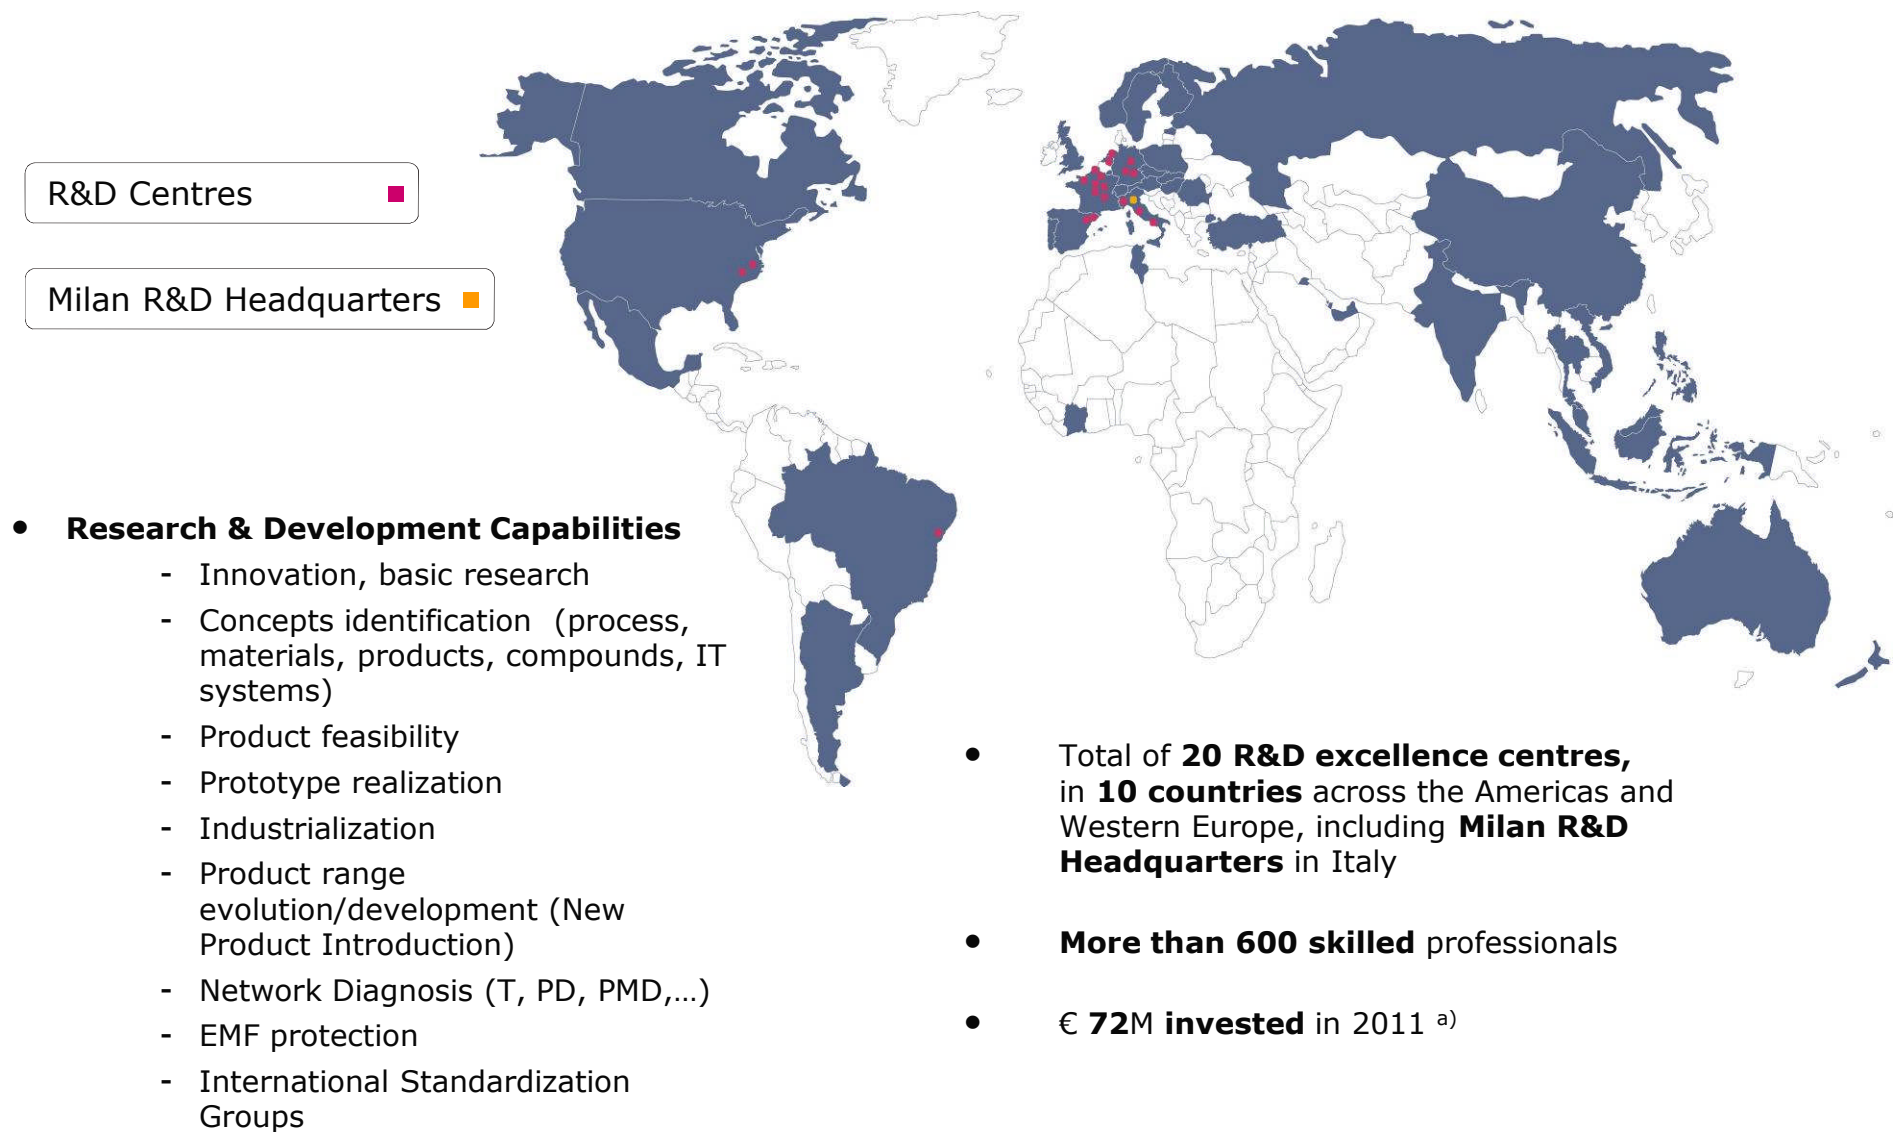 R&D Centres
Milan R&D Headquarters
• Research & Development Capabilities
- Innovation, basic research
- Concepts identification (process,
materials, products, compounds, IT
systems)
- Product feasibility
- Prototype realization
- Industrialization
- Product range
evolution/development (New
Product Introduction)
- Network Diagnosis (T, PD, PMD,…)
- EMF protection
- International Standardization
Groups
• Total of 20 R&D excellence centres,
in 10 countries across the Americas and
Western Europe, including Milan R&D
Headquarters in Italy
• More than 600 skilled professionals
• € 72M invested in 2011 a)